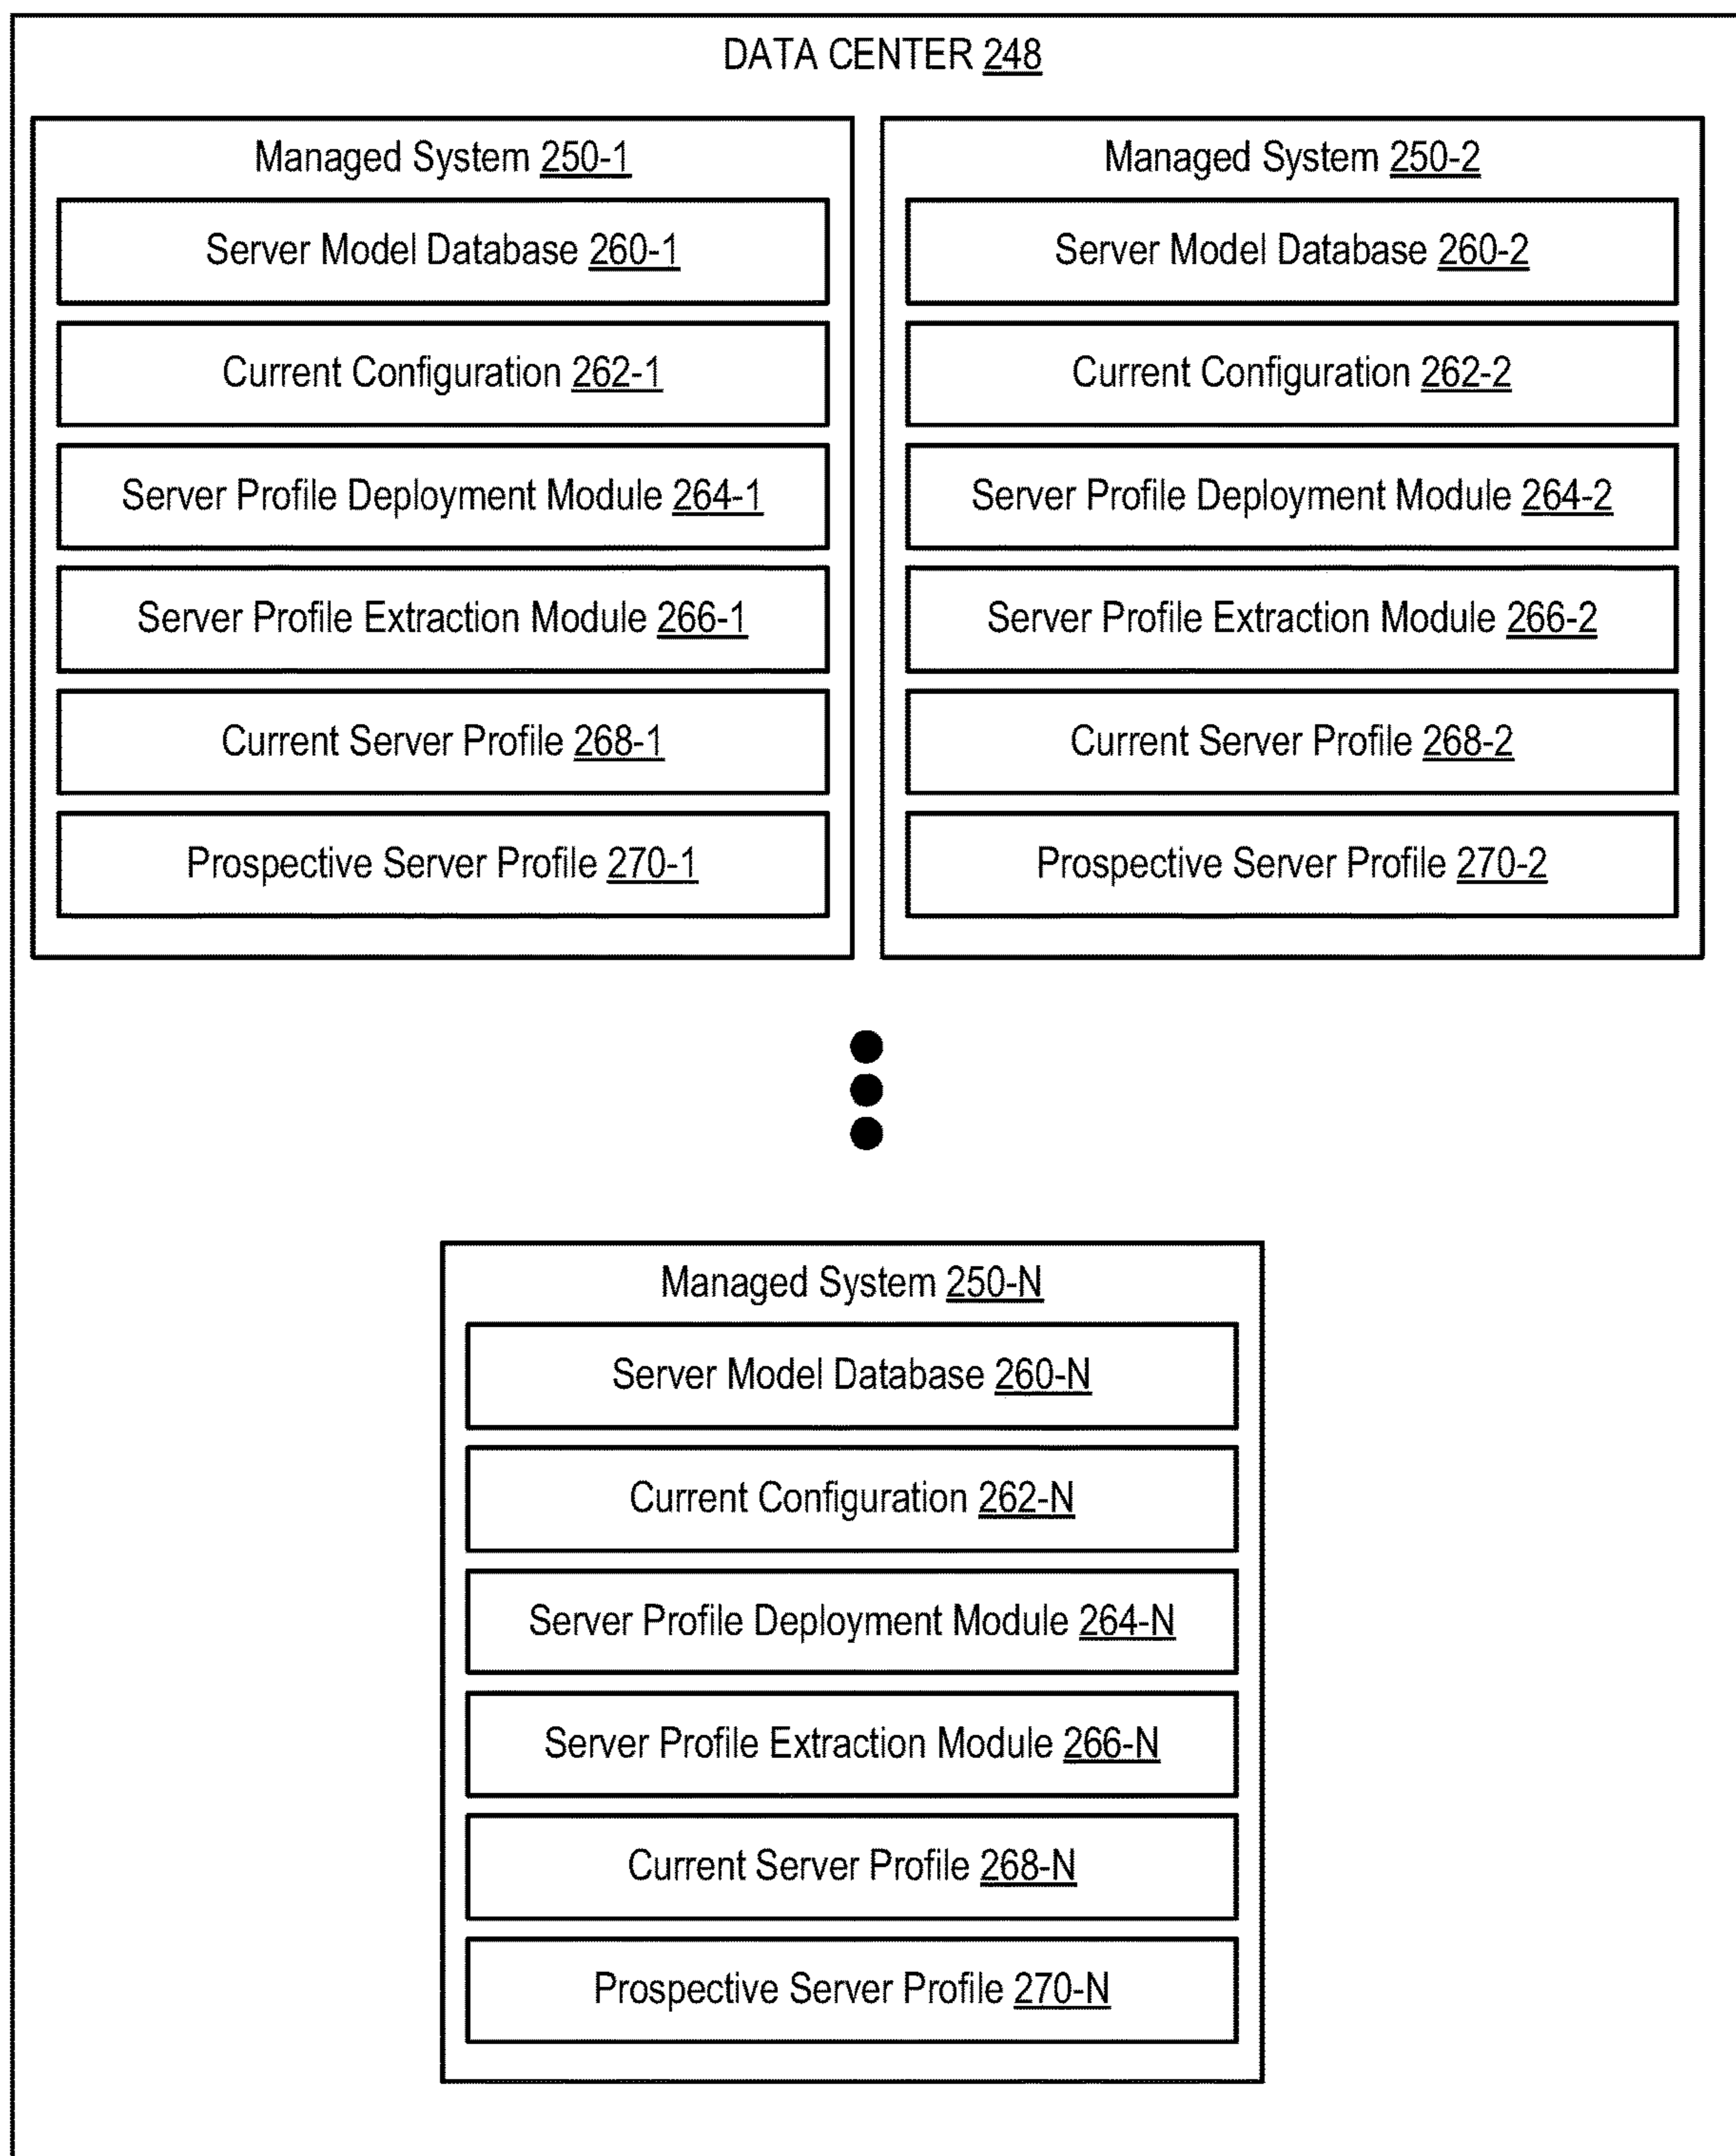 DATA CENTER 248
Managed System 250-1
Server Model Database 260-1
Current Configuration 262-1
Server Profile Deployment Module 264-1
Server Profile Extraction Module 266-1
Current Server Profile 268-1
Prospective Server Profile 270-1
Managed System 250-2
Server Model Database 260-2
Current Configuration 262-2
Server Profile Deployment Module 264-2
Server Profile Extraction Module 266-2
Current Server Profile 268-2
Prospective Server Profile 270-2
Managed System 250-N
Server Model Database 260-N
Current Configuration 262-N
Server Profile Deployment Module 264-N
Server Profile Extraction Module 266-N
Current Server Profile 268-N
Prospective Server Profile 270-N